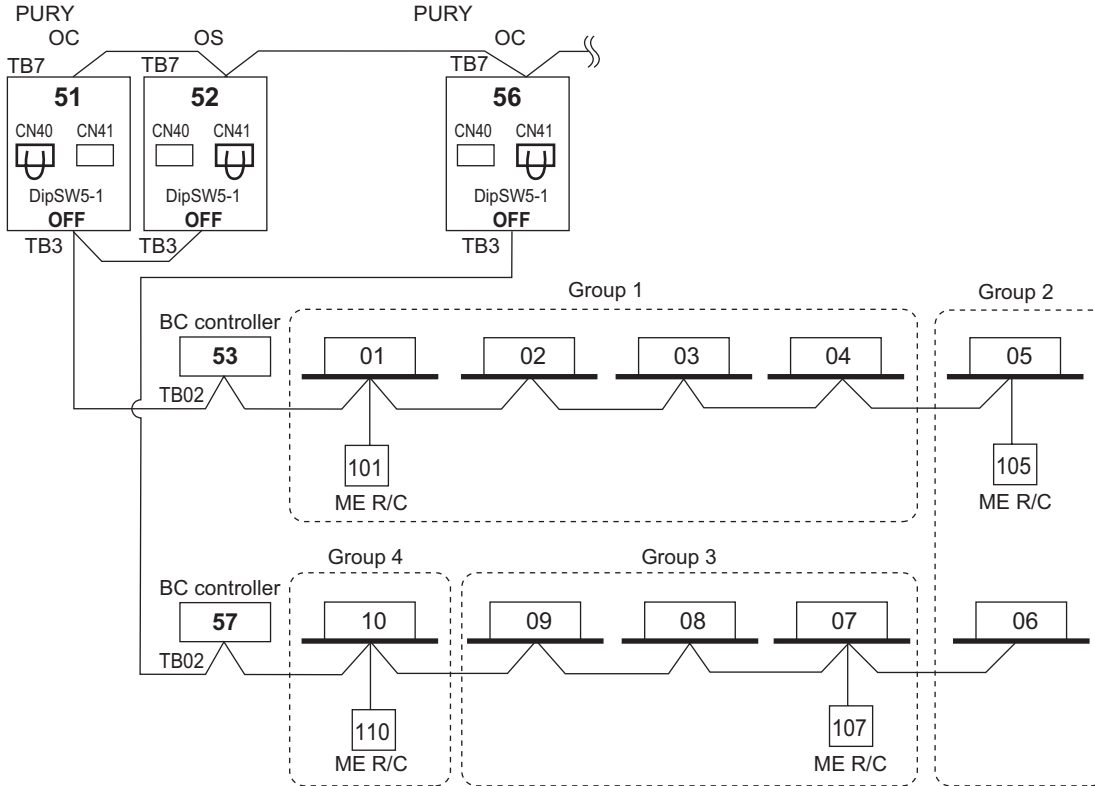 PURY PURY
OC OS OC
TB7 TB7 TB7
51 52 56
CN40 CN41 CN40 CN41 CN40 CN41
DipSW5-1 DipSW5-1 DipSW5-1
OFF OFF OFF
TB3 TB3 TB3
Group 1 Group 2
BC controller
53 01 02 03 04 05
TB02
101 105
ME R/C ME R/C
Group 4 Group 3
BC controller
57 10 09 08 07 06
TB02
110 107
ME R/C ME R/C